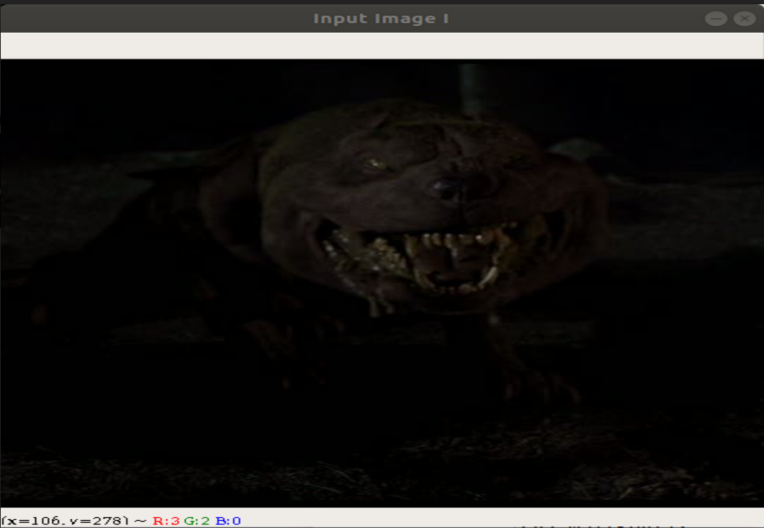 Input Image I
(x=106, y=278) ~ R:3 G:2 B:0